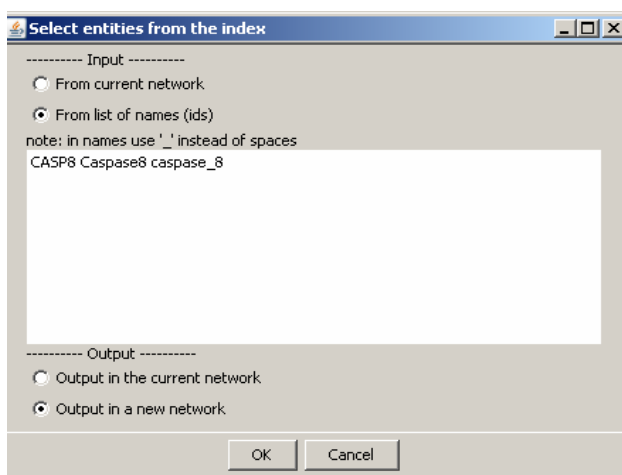 Select entities from the index
---------- Input ----------
From current network
From list of names (ids)
note: in names use '_' instead of spaces
CASP8 Caspase8 caspase_8
---------- Output ----------
Output in the current network
Output in a new network
OK Cancel